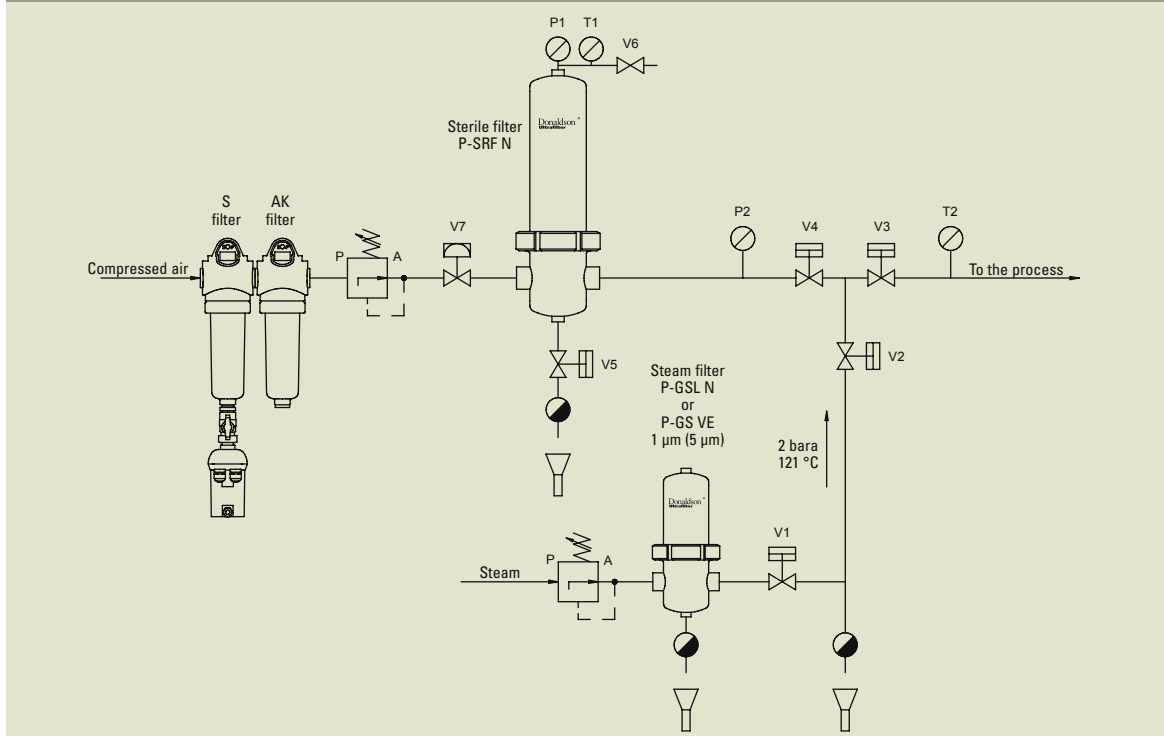 P1
T1
V6
Donaldson
Ultrafilter
Sterile filter
P-SRF N
S
filter
AK
filter
P
A
V7
P2
V4
V3
T2
Compressed air
To the process
V5
V2
Steam filter
P-GSL N
or
P-GS VE
1 µm (5 µm)
2 bara
121 °C
Donaldson
Ultrafilter
V1
P
A
Steam